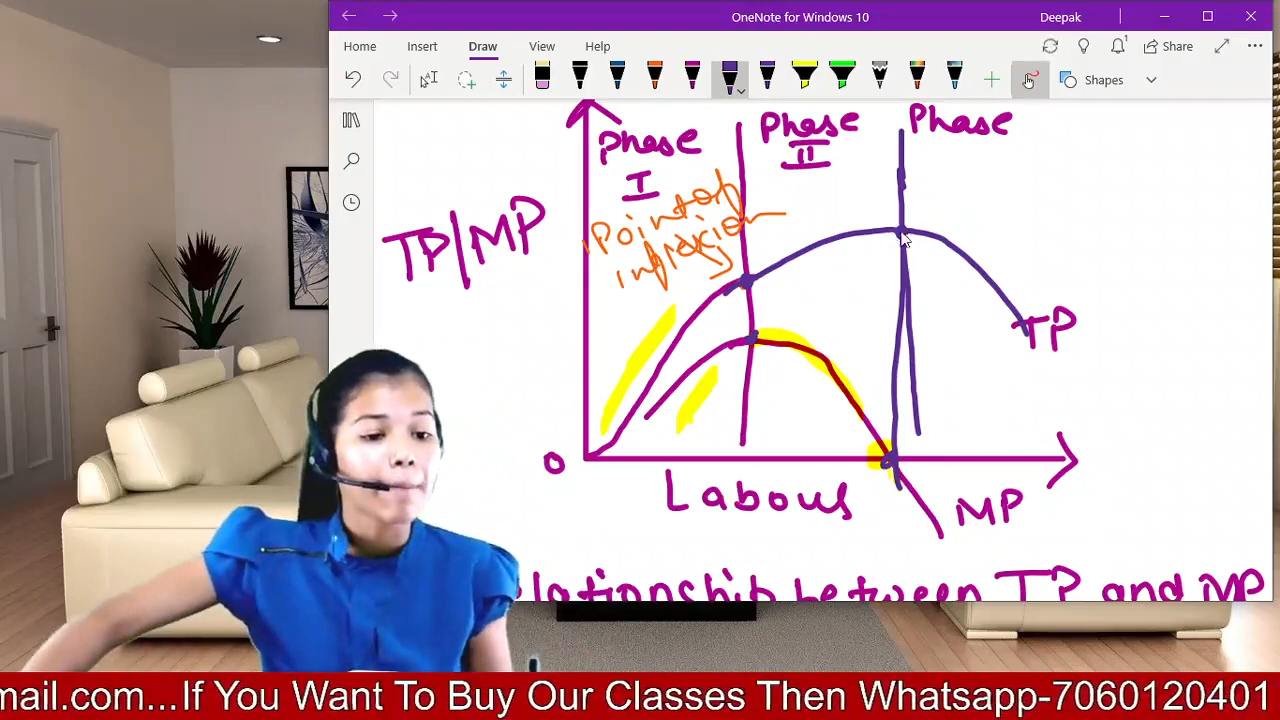 OneNote for Windows 10
Deepak
Home Insert Draw View Help
Share
Shapes
Phase I
Phase II
Phase
Point of
TP/MP
TP
O
Labour
MP
elationship between TP and MP
mail.com...If You Want To Buy Our Classes Then Whatsapp-7060120401